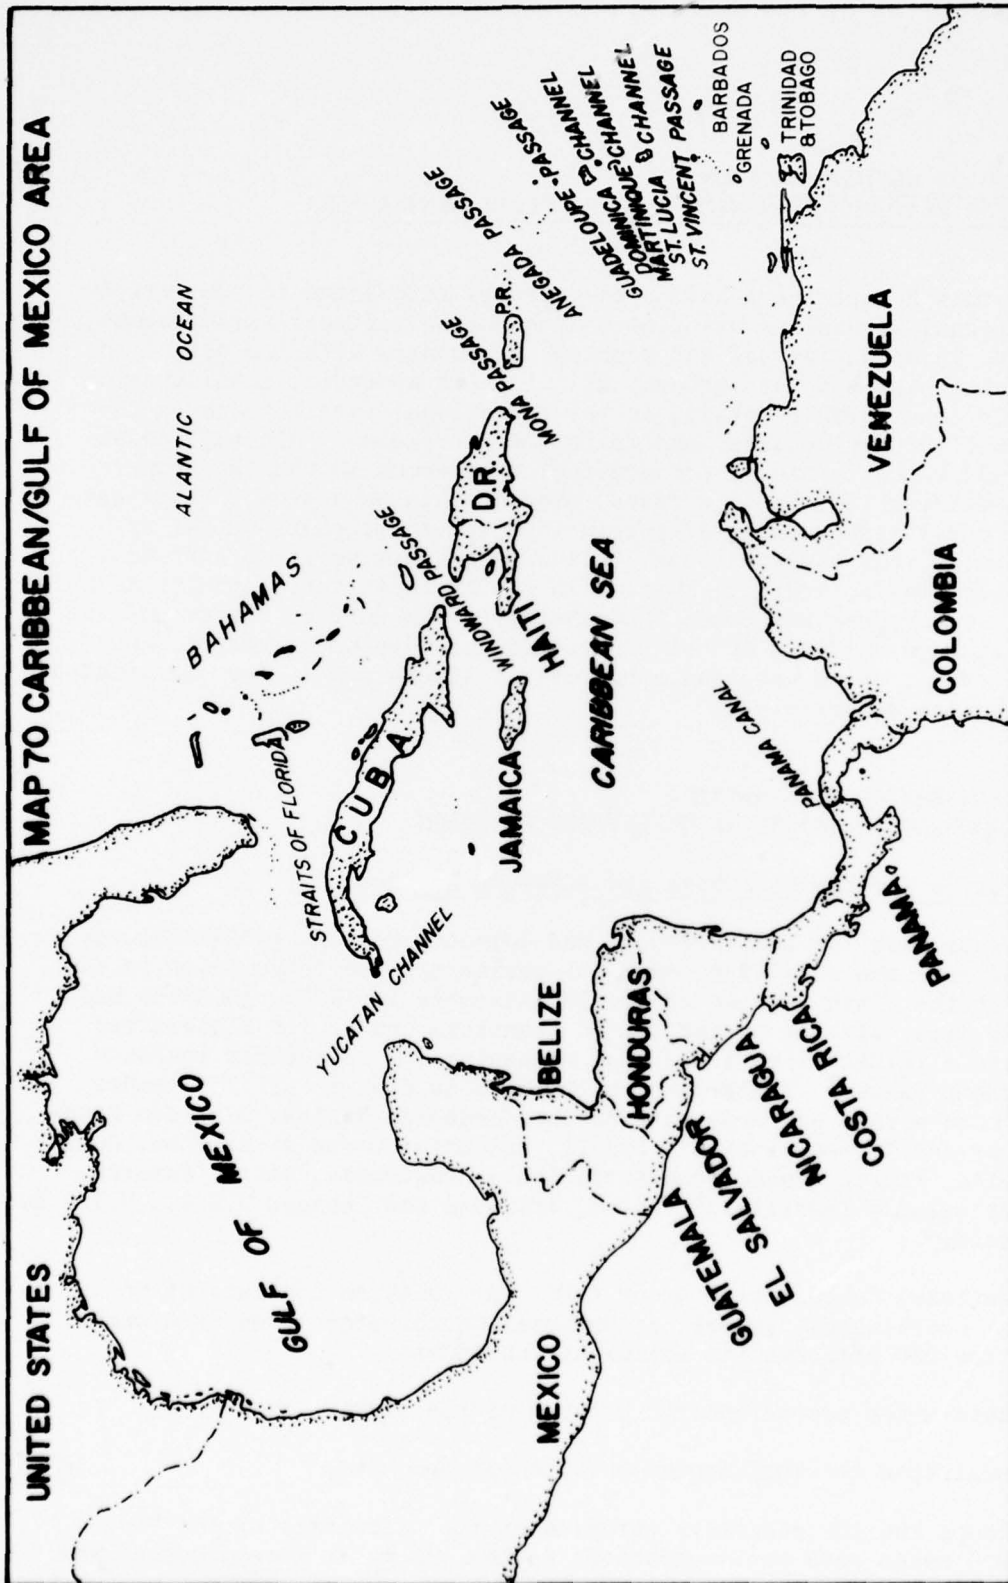 MAP 70 CARIBBEAN/GULF OF MEXICO AREA
UNITED STATES
ALANTIC OCEAN
BAHAMAS
GULF OF MEXICO
STRAITS OF FLORIDA
CUBA
YUCATAN CHANNEL
WINDWARD PASSAGE
MONA PASSAGE
ANEGADA PASSAGE
GUADELOUPE PASSAGE
DOMINICA CHANNEL
MARTINIQUE CHANNEL
ST. LUCIA CHANNEL
ST. VINCENT PASSAGE
D.R.
P.R.
HAITI
JAMAICA
MEXICO
BELIZE
CARIBBEAN SEA
BARBADOS
GRENADA
TRINIDAD
& TOBAGO
HONDURAS
GUATEMALA
EL SALVADOR
NICARAGUA
COSTA RICA
PANAMA
PANAMA CANAL
COLOMBIA
VENEZUELA